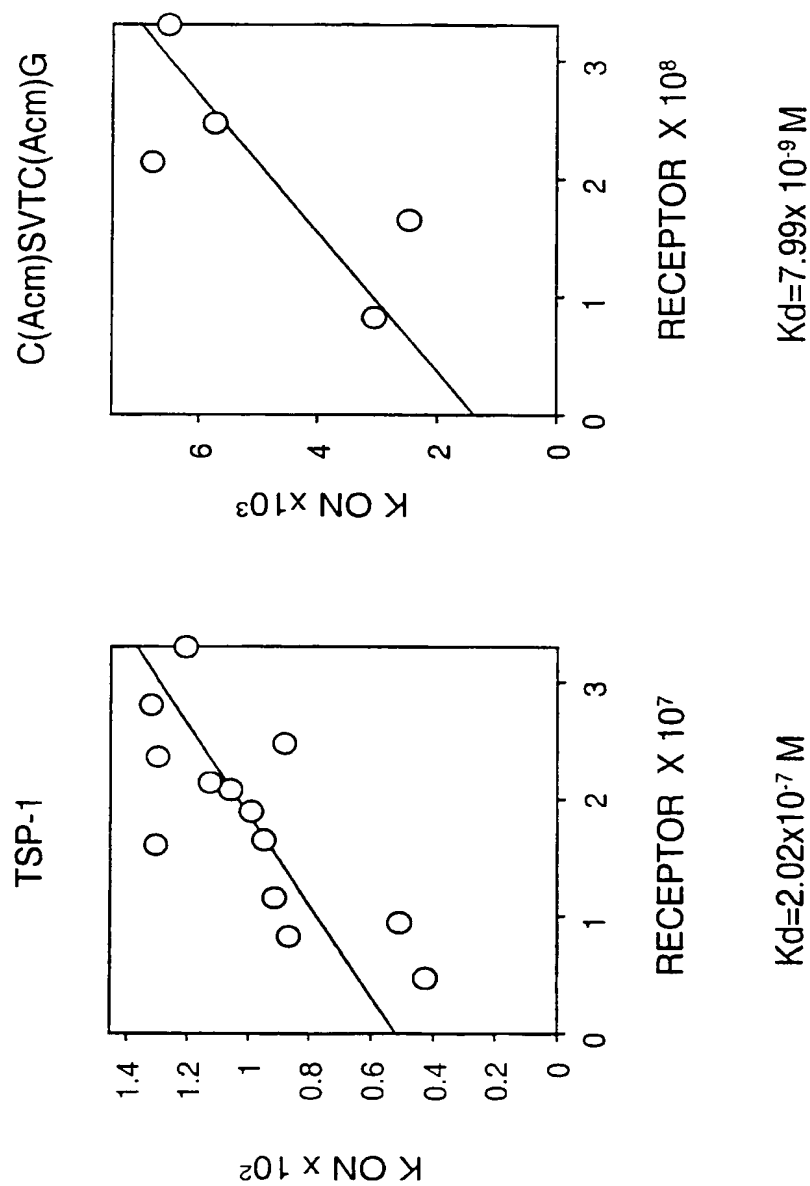 TSP-1
K ON x 10²
1.4
1.2
1
0.8
0.6
0.4
0.2
0
0 1 2 3
RECEPTOR X 10⁷
Kd=2.02x10⁻⁷ M
C(Acm)SVTC(Acm)G
K ON x10³
6
4
2
0
0 1 2 3
RECEPTOR X 10⁸
Kd=7.99x 10⁻⁹ M